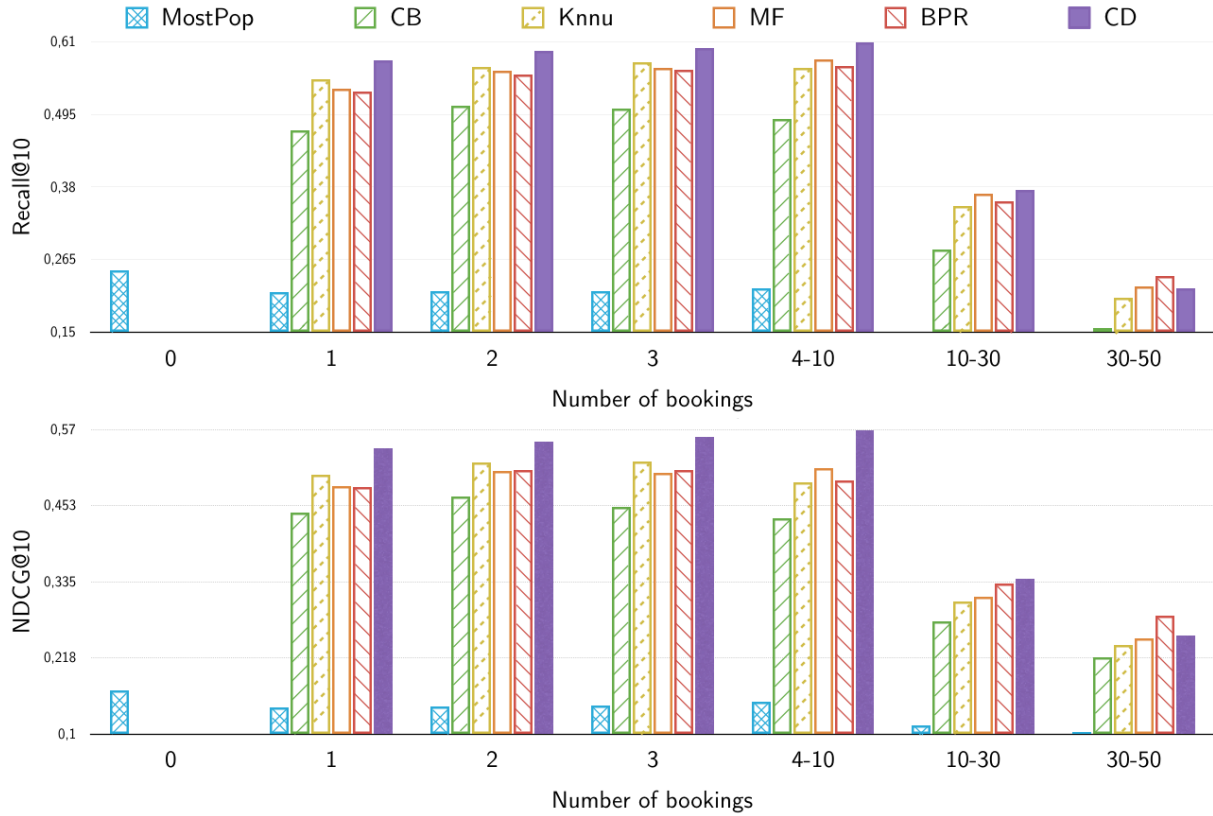 MostPop CB Knnu MF BPR CD
0,61
0,495
0,38
0,265
0,15
Recall@10
0 1 2 3 4-10 10-30 30-50
Number of bookings
0,57
0,453
0,335
0,218
0,1
NDCG@10
0 1 2 3 4-10 10-30 30-50
Number of bookings